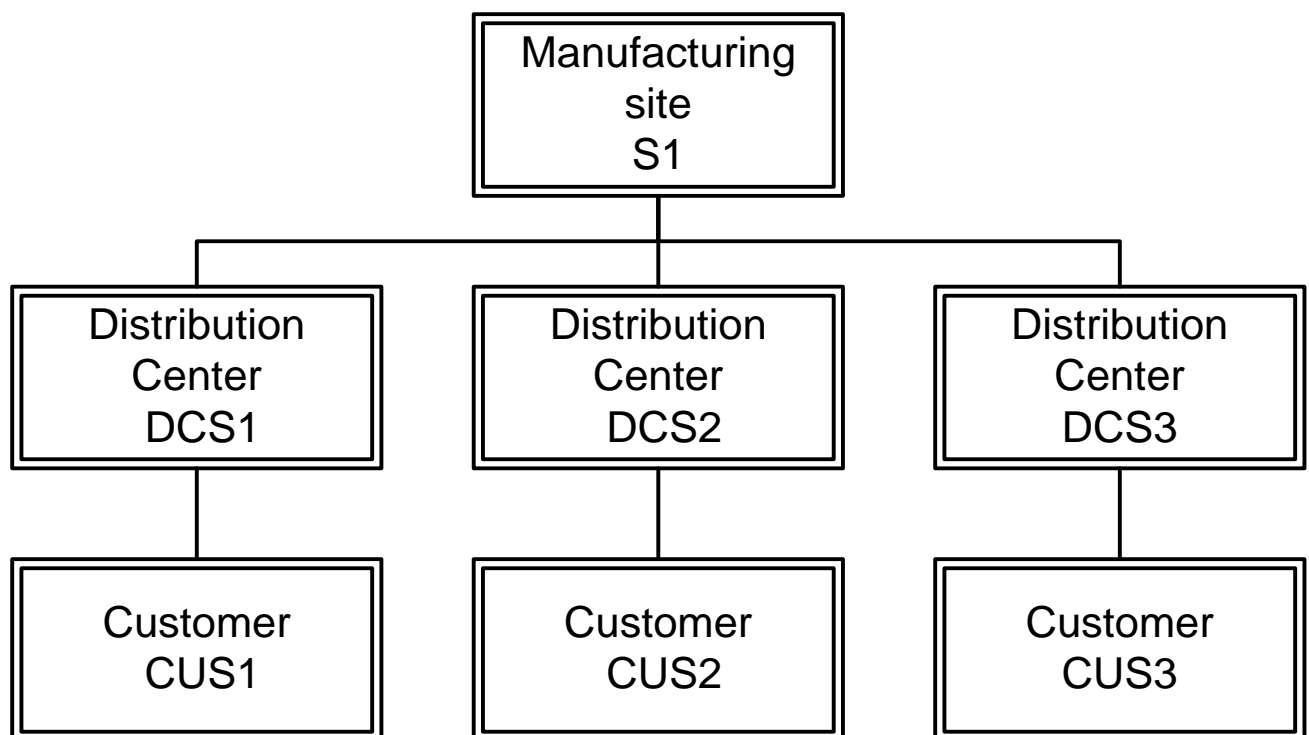 Manufacturing
site
S1
Distribution
Center
DCS1
Distribution
Center
DCS2
Distribution
Center
DCS3
Customer
CUS1
Customer
CUS2
Customer
CUS3